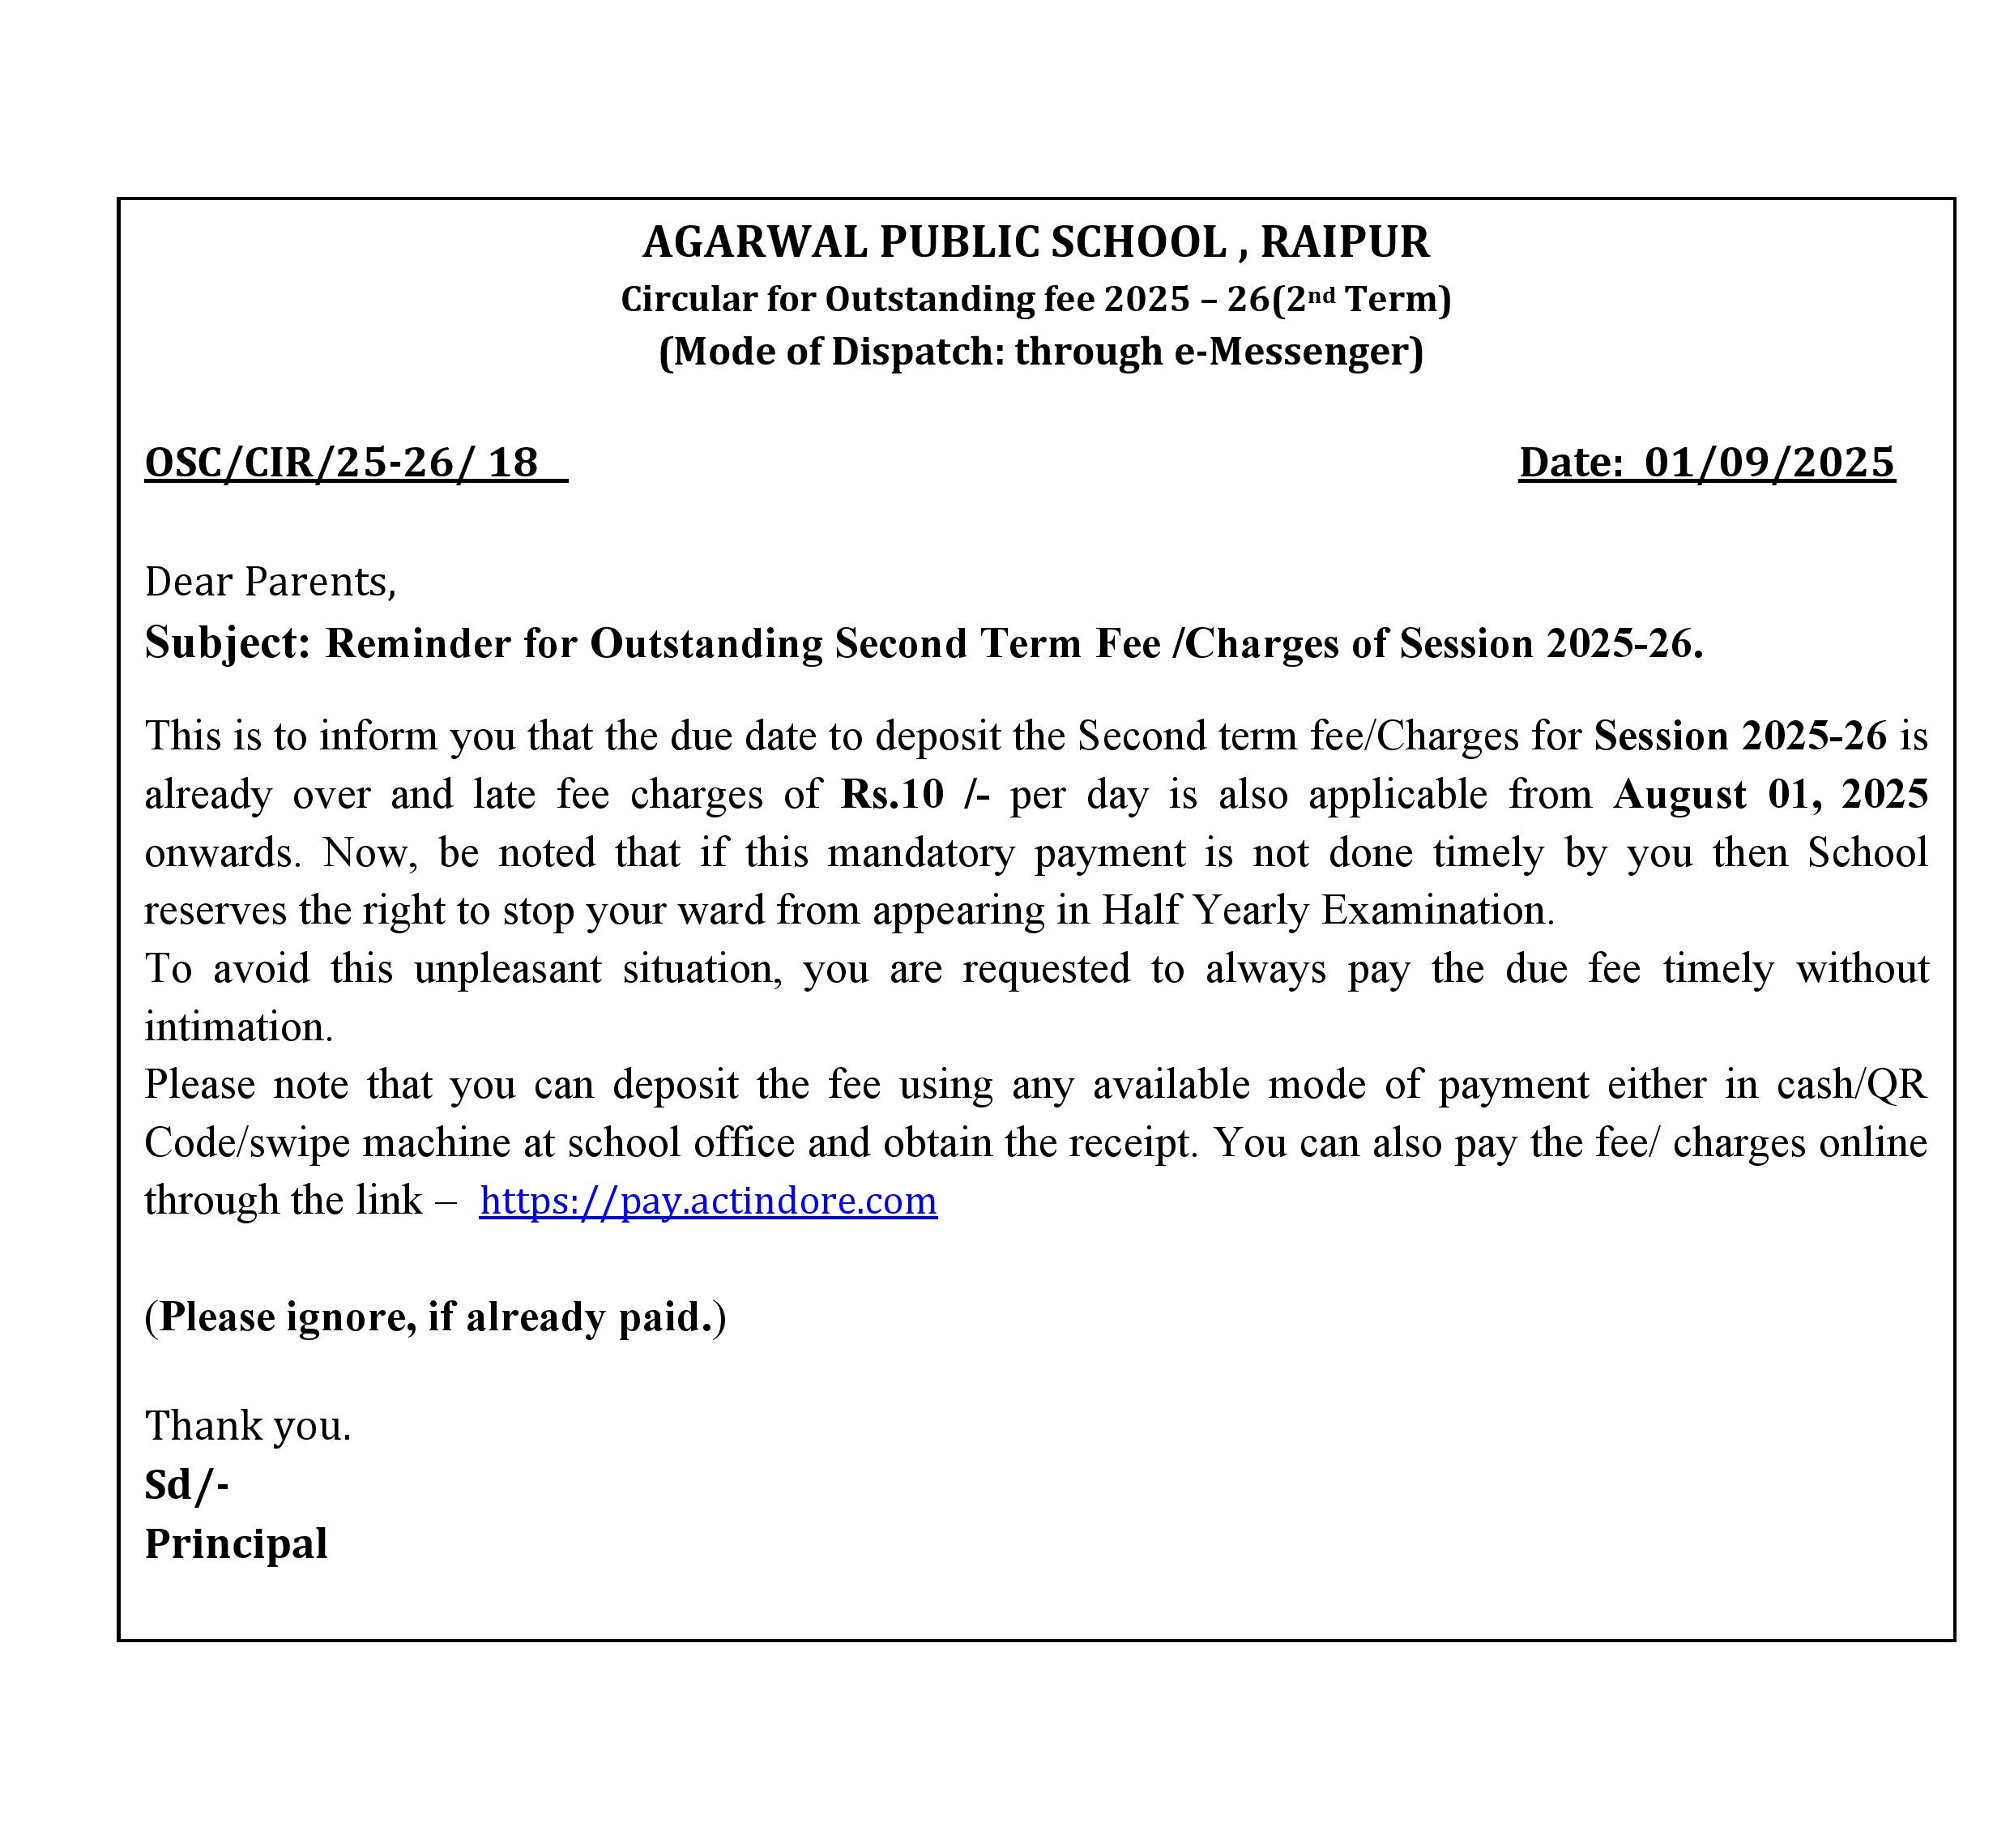 AGARWAL PUBLIC SCHOOL , RAIPUR
Circular for Outstanding fee 2025 – 26(2nd Term)
(Mode of Dispatch: through e-Messenger)
OSC/CIR/25-26/ 18
Date: 01/09/2025
Dear Parents,
Subject: Reminder for Outstanding Second Term Fee /Charges of Session 2025-26.
This is to inform you that the due date to deposit the Second term fee/Charges for Session 2025-26 is
already over and late fee charges of Rs.10 /- per day is also applicable from August 01, 2025
onwards. Now, be noted that if this mandatory payment is not done timely by you then School
reserves the right to stop your ward from appearing in Half Yearly Examination.
To avoid this unpleasant situation, you are requested to always pay the due fee timely without
intimation.
Please note that you can deposit the fee using any available mode of payment either in cash/QR
Code/swipe machine at school office and obtain the receipt. You can also pay the fee/ charges online
through the link – https://pay.actindore.com
(Please ignore, if already paid.)
Thank you.
Sd/-
Principal